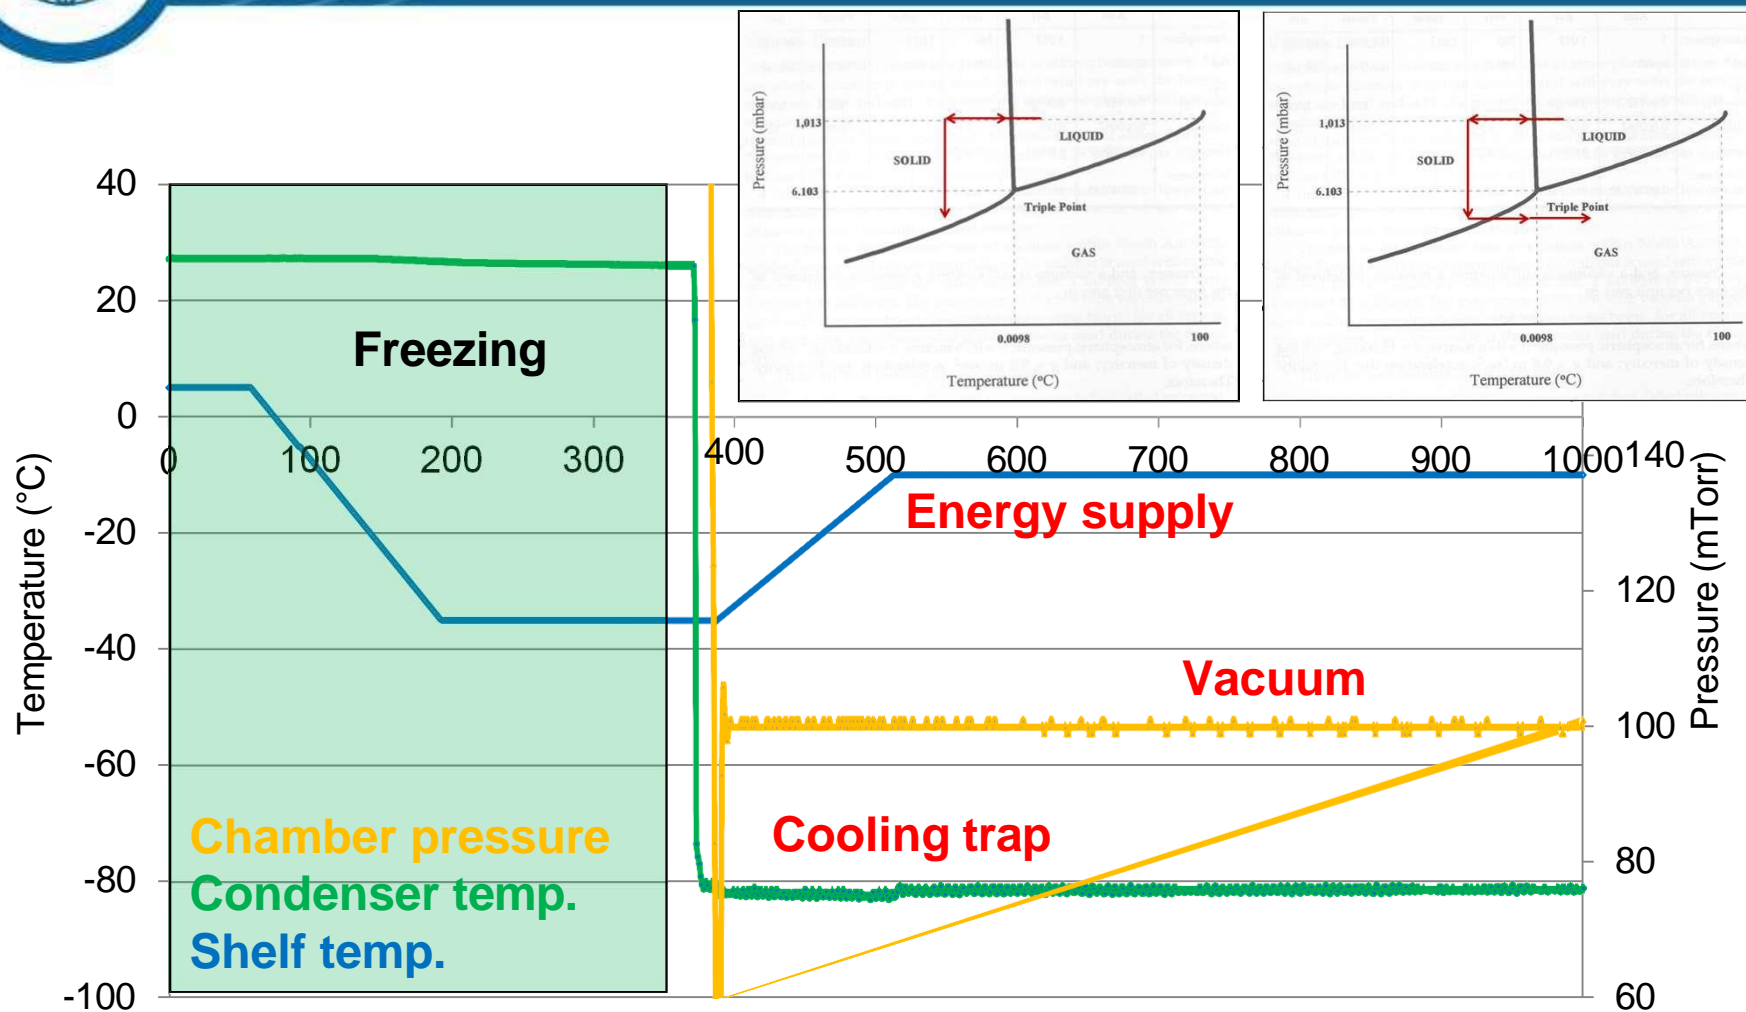 Pressure (mbar)
1,013
LIQUID
SOLID
6.103
Triple Point
GAS
0.0098
100
Temperature (°C)
Pressure (mbar)
1,013
LIQUID
SOLID
6.103
Triple Point
GAS
0.0098
100
Temperature (°C)
40
20
0
-20
-40
-60
-80
-100
Temperature (°C)
0 100 200 300 400 500 600 700 800 900 1000
140
120
100
80
60
Pressure (mTorr)
Freezing
Energy supply
Vacuum
Cooling trap
Chamber pressure
Condenser temp.
Shelf temp.